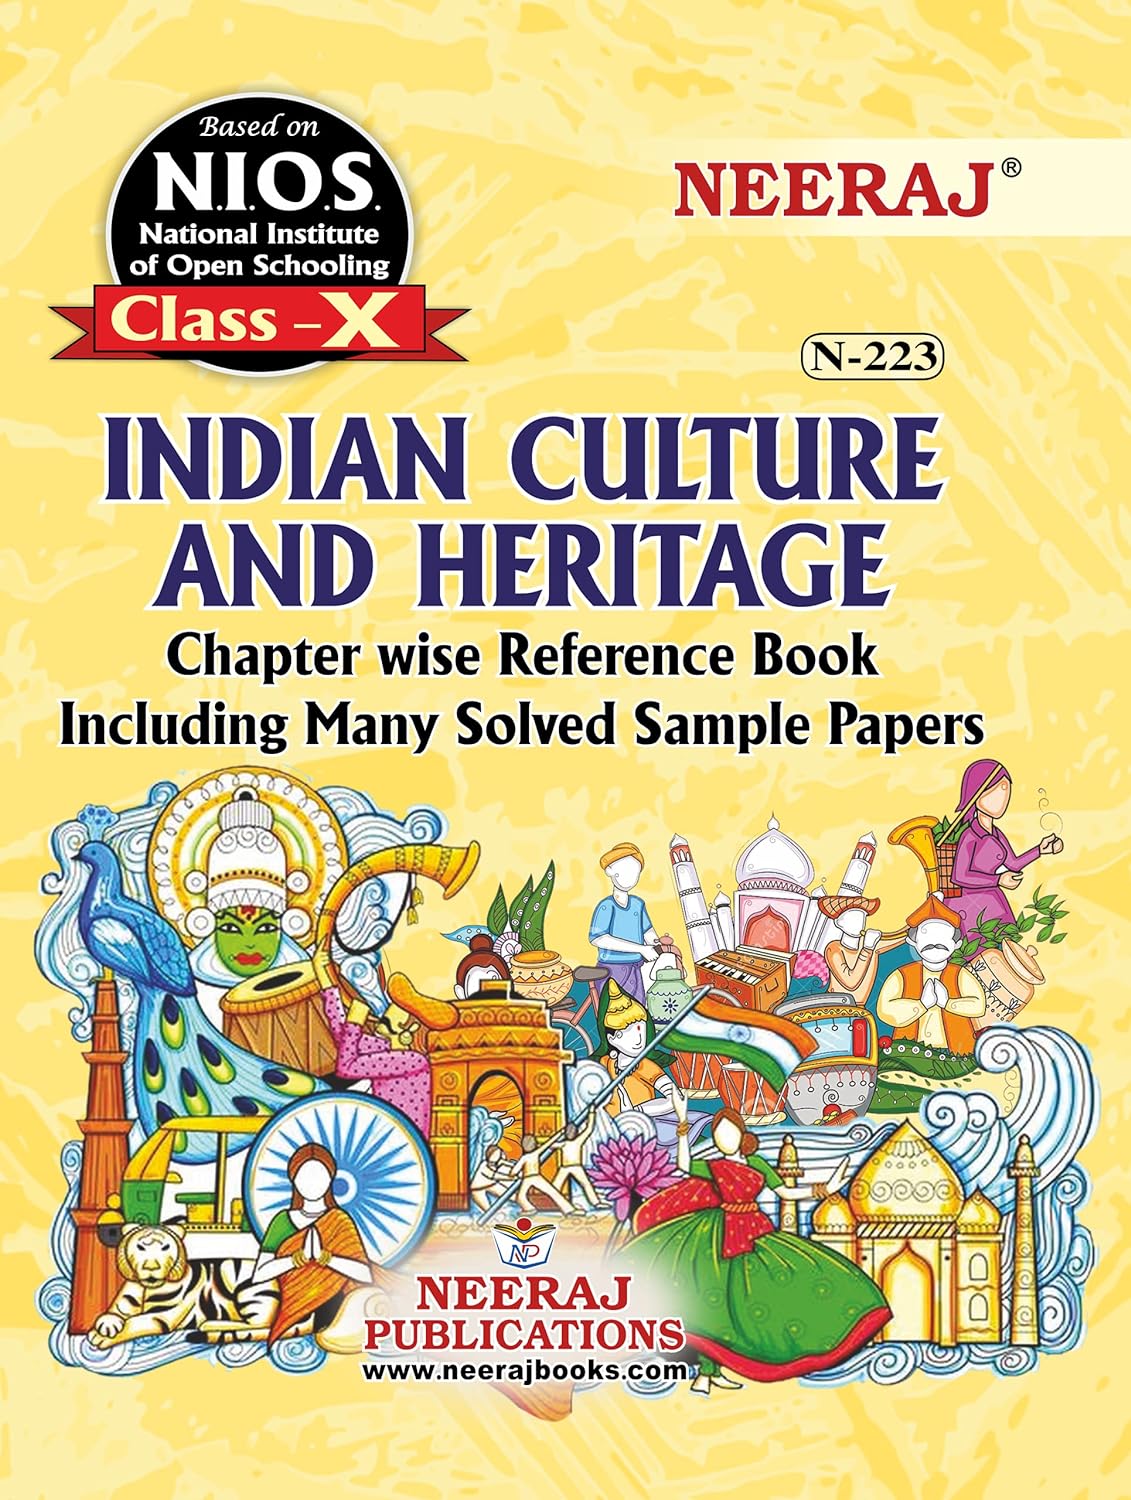 Based on
N.I.O.S.
National Institute
of Open Schooling
Class – X
NEERAJ®
N-223
INDIAN CULTURE
AND HERITAGE
Chapter wise Reference Book
Including Many Solved Sample Papers
NP
NEERAJ
PUBLICATIONS
www.neerajbooks.com